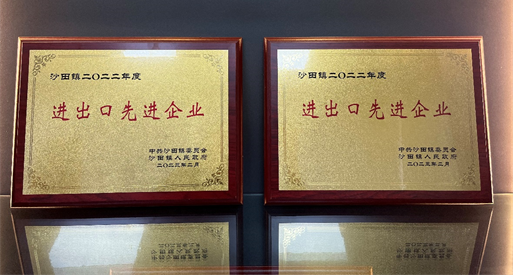 沙田镇二〇二二年度
进出口先进企业
中共沙田镇委员会
沙田镇人民政府
二〇二三年二月
沙田镇二〇二二年度
进出口先进企业
中共沙田镇委员会
沙田镇人民政府
二〇二三年二月